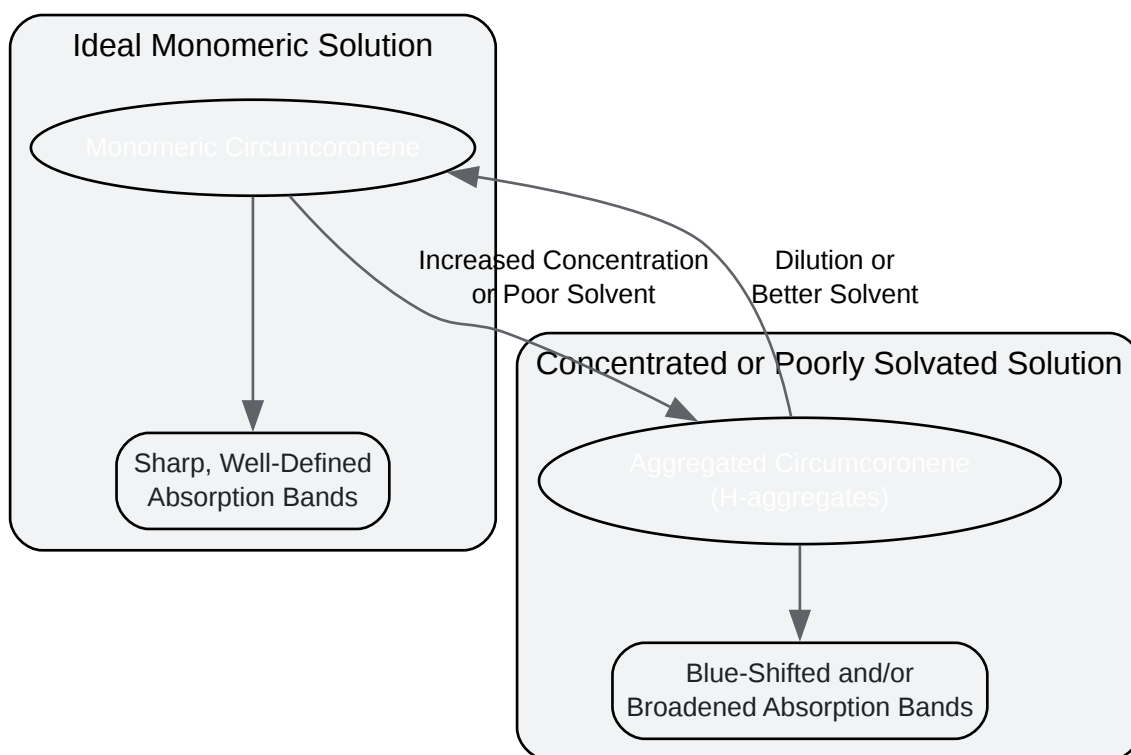 Ideal Monomeric Solution
Monomeric Circumcoronene
Increased Concentration
or Poor Solvent
Dilution or
Better Solvent
Sharp, Well-Defined
Absorption Bands
Concentrated or Poorly Solvated Solution
Aggregated Circumcoronene
(H-aggregates)
Blue-Shifted and/or
Broadened Absorption Bands